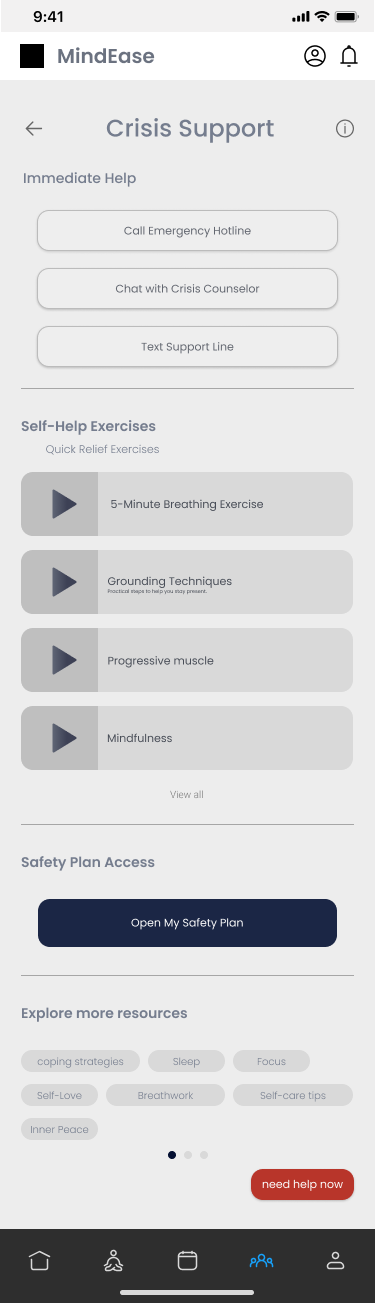 9:41
MindEase
Crisis Support
Immediate Help
Call Emergency Hotline
Chat with Crisis Counselor
Text Support Line
Self-Help Exercises
Quick Relief Exercises
5-Minute Breathing Exercise
Grounding Techniques
Practical steps to help you stay present.
Progressive muscle
Mindfulness
View all
Safety Plan Access
Open My Safety Plan
Explore more resources
coping strategies
Sleep
Focus
Self-Love
Breathwork
Self-care tips
Inner Peace
need help now